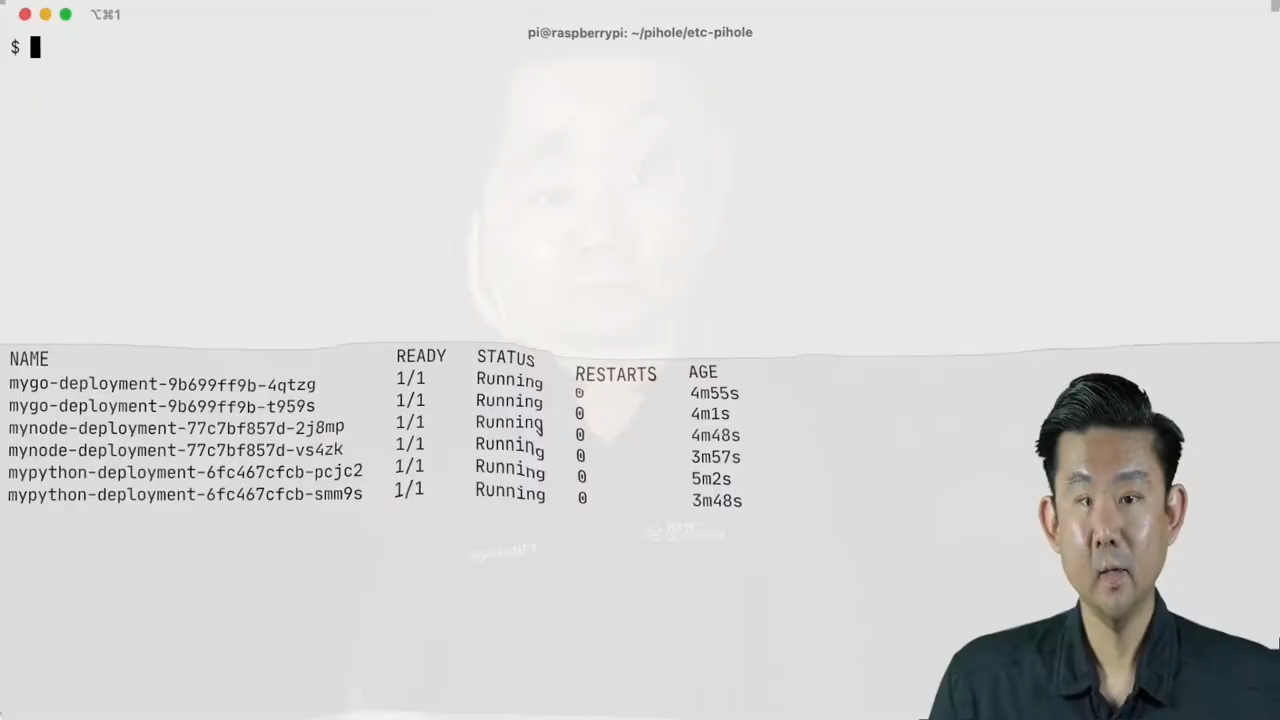 ⌥⌘1
pi@raspberrypi: ~/pihole/etc-pihole
$
NAME READY STATUS RESTARTS AGE
mygo-deployment-9b699ff9b-4qtzg 1/1 Running 0 4m55s
mygo-deployment-9b699ff9b-t959s 1/1 Running 0 4m1s
mynode-deployment-77c7bf857d-2j8mp 1/1 Running 0 4m48s
mynode-deployment-77c7bf857d-vs4zk 1/1 Running 0 3m57s
mypython-deployment-6fc467cfcb-pcjc2 1/1 Running 0 5m2s
mypython-deployment-6fc467cfcb-smm9s 1/1 Running 0 3m48s